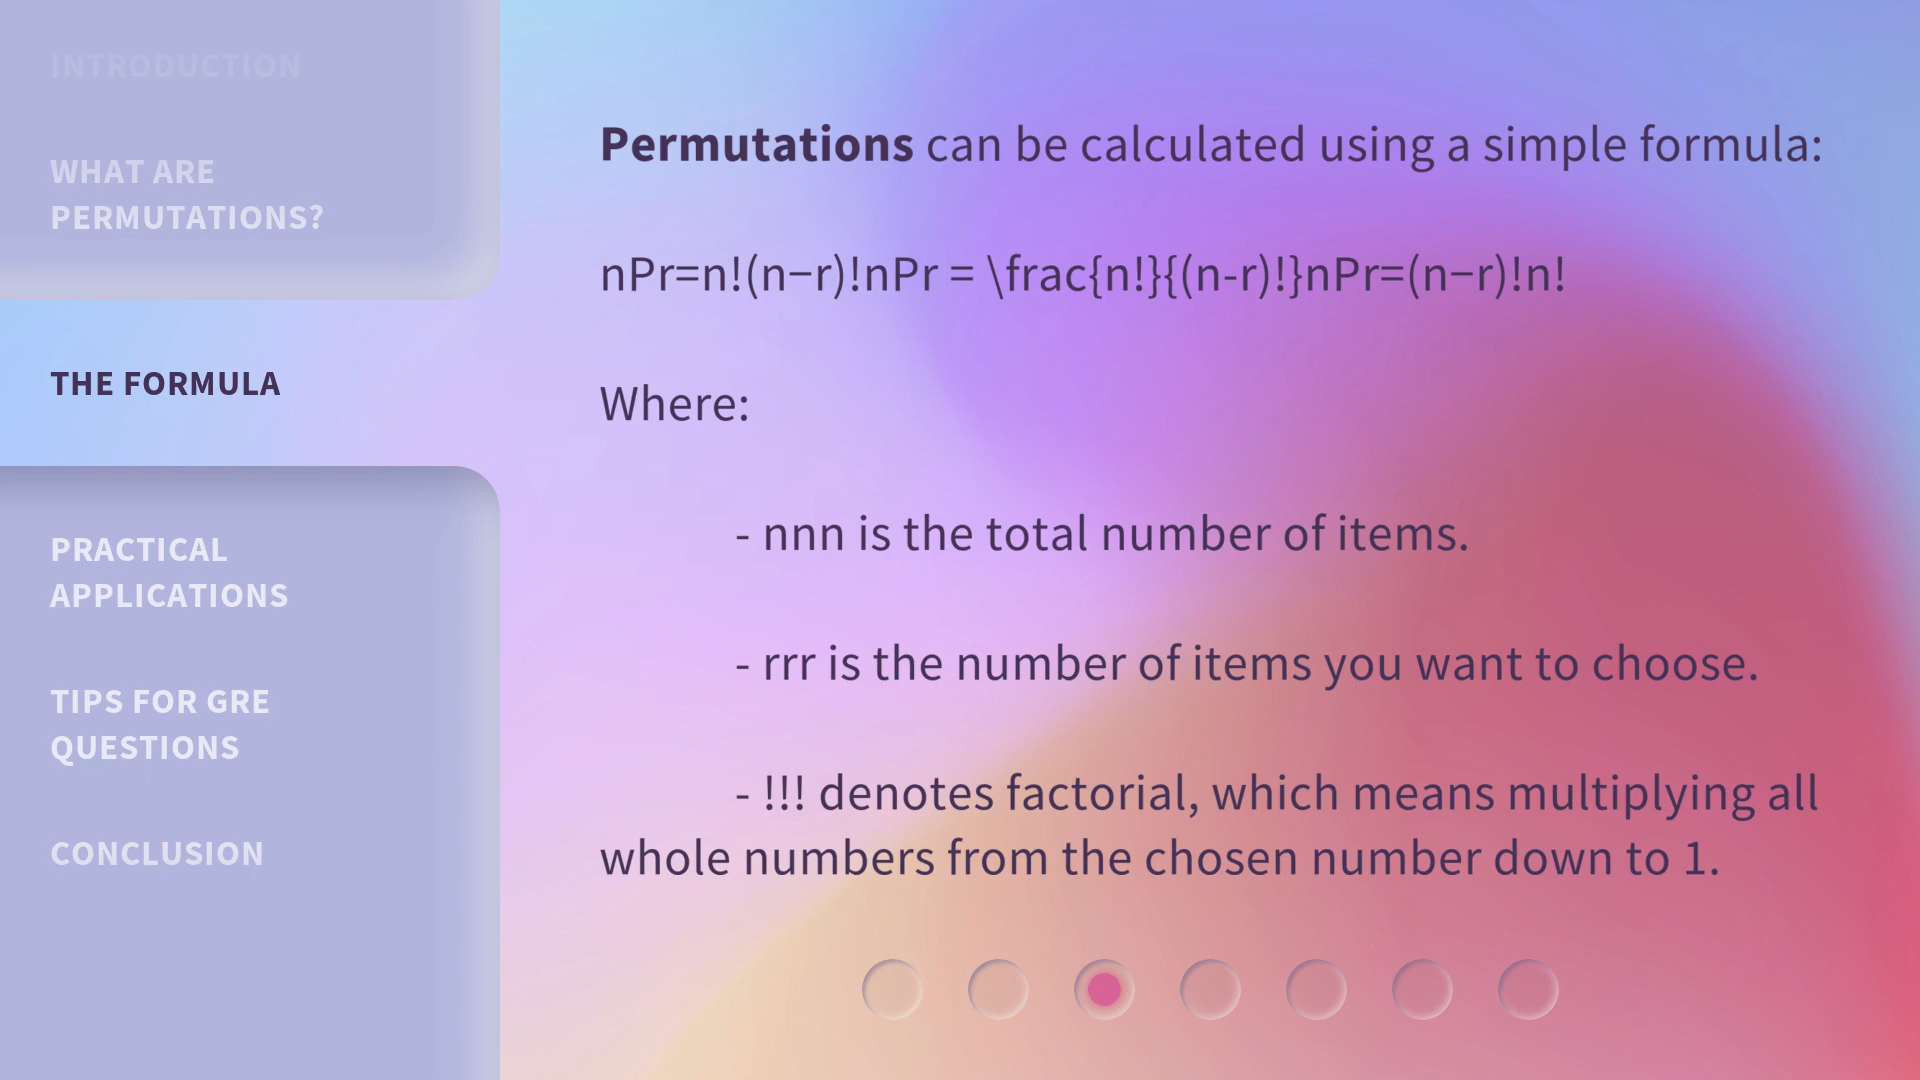 INTRODUCTION
WHAT ARE
PERMUTATIONS?
THE FORMULA
PRACTICAL
APPLICATIONS
TIPS FOR GRE
QUESTIONS
CONCLUSION
Permutations can be calculated using a simple formula:
nPr=n!(n−r)!nPr = \frac{n!}{(n-r)!}nPr=(n−r)!n!
Where:
- nnn is the total number of items.
- rrr is the number of items you want to choose.
- !!! denotes factorial, which means multiplying all
whole numbers from the chosen number down to 1.